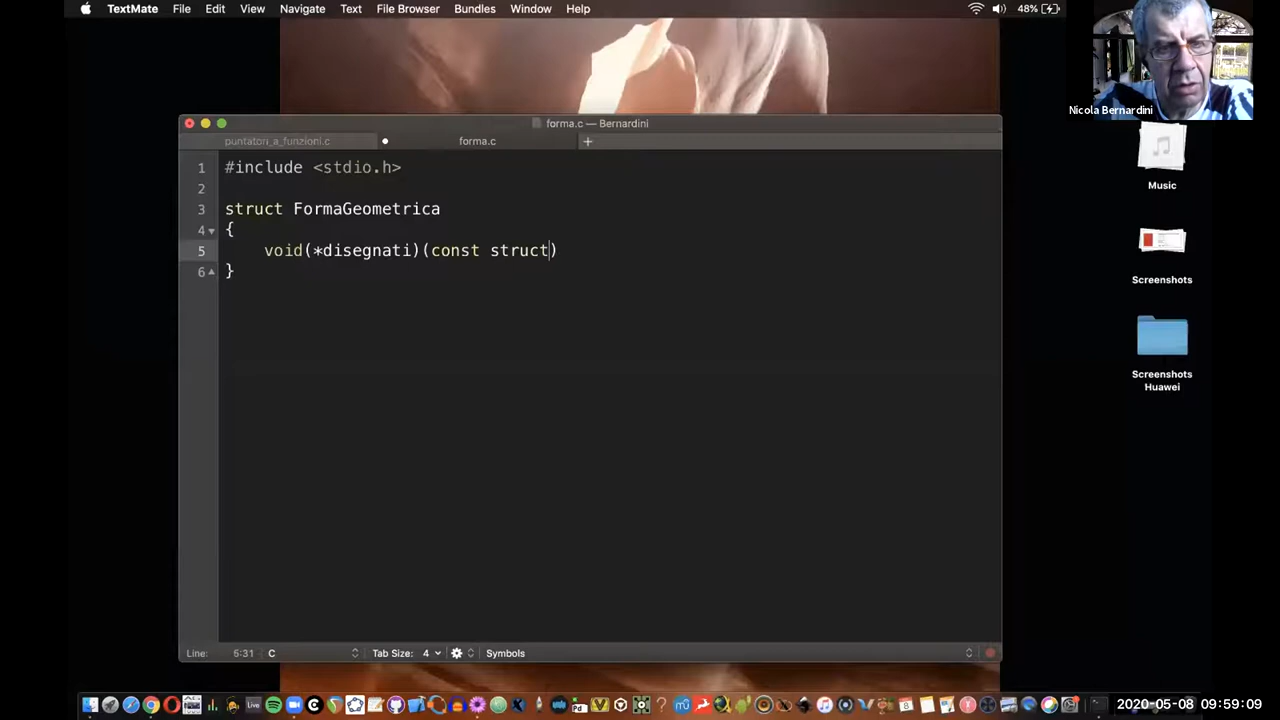 TextMate File Edit View Navigate Text File Browser Bundles Window Help 48%
Nicola Bernardini
forma.c — Bernardini
puntatori_a_funzioni.c forma.c +
1 #include <stdio.h>
2
3 struct FormaGeometrica
4 {
5 void(*disegnati)(const struct)
6 }
Music
Screenshots
Screenshots
Huawei
Line: 5:31 C Tab Size: 4 Symbols
2020-05-08 09:59:09